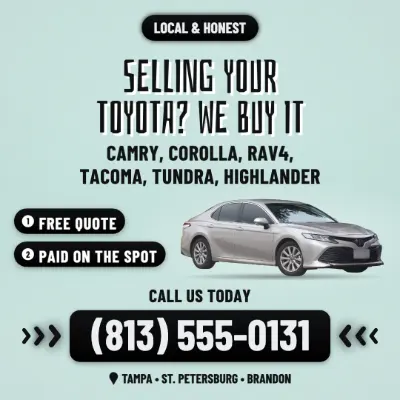 LOCAL & HONEST
SELLING YOUR
TOYOTA? WE BUY IT
CAMRY, COROLLA, RAV4,
TACOMA, TUNDRA, HIGHLANDER
1 FREE QUOTE
2 PAID ON THE SPOT
CALL US TODAY
(813) 555-0131
TAMPA • ST. PETERSBURG • BRANDON